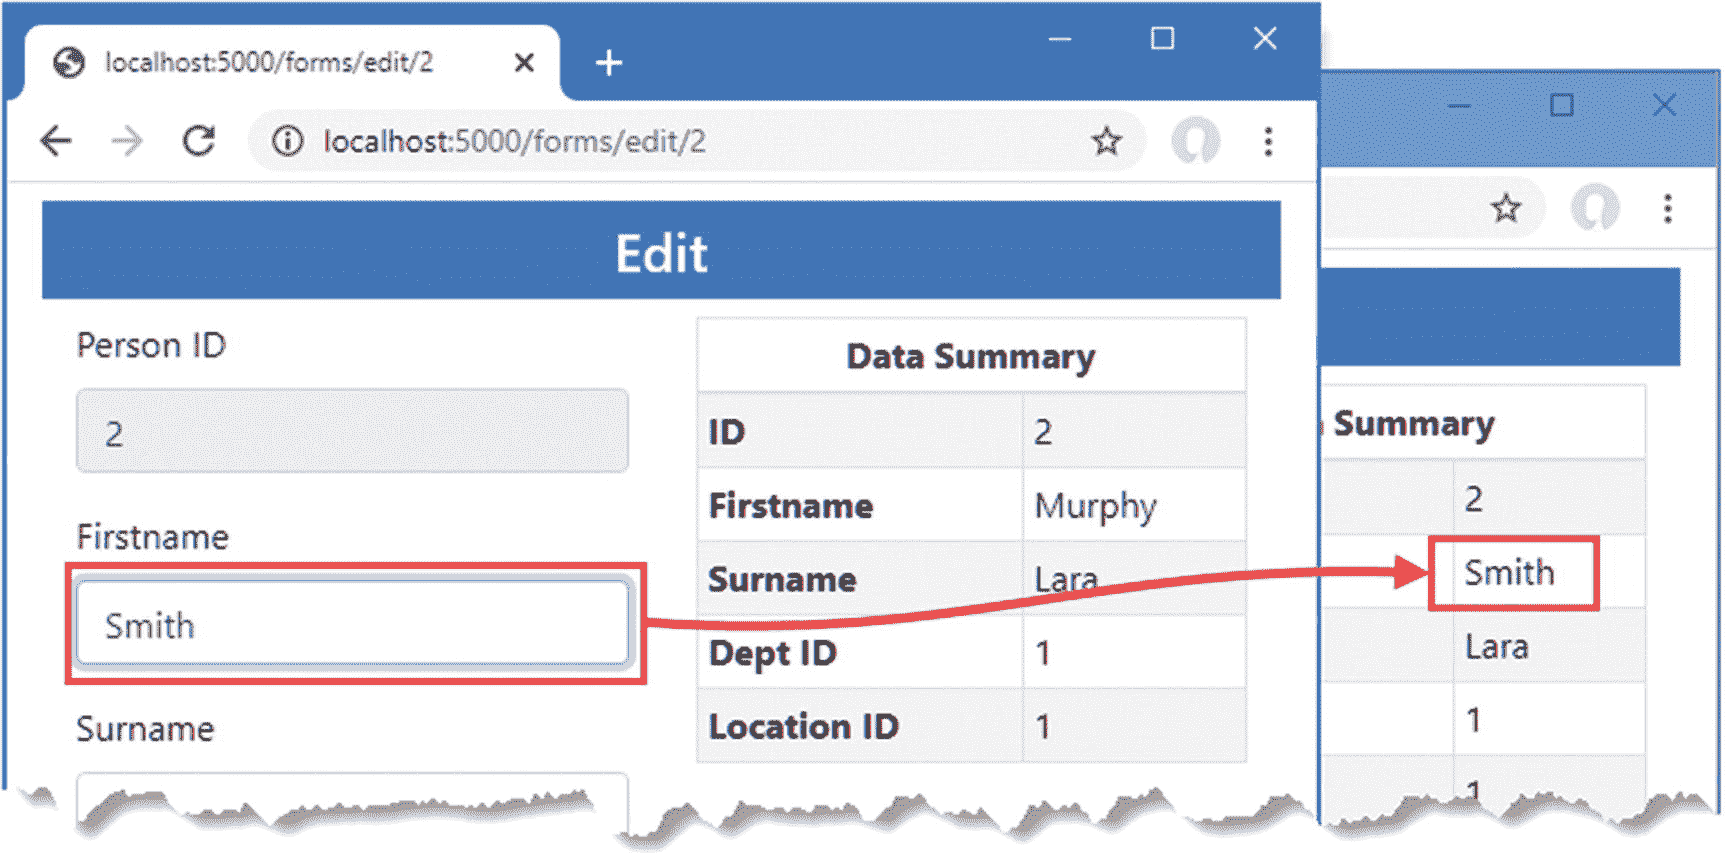 localhost:5000/forms/edit/2
localhost:5000/forms/edit/2
Edit
Person ID
2
Firstname
Smith
Surname
Data Summary
ID 2
Firstname Murphy
Surname Lara
Dept ID 1
Location ID 1
Summary
2
Smith
Lara
1
1